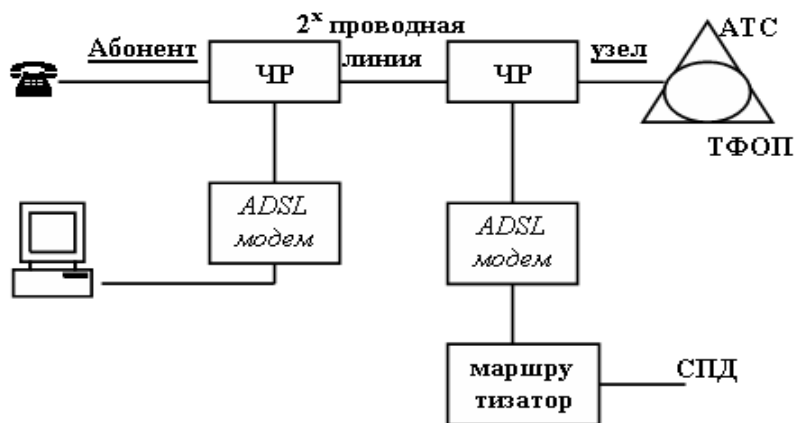 Абонент
ЧР
2х проводная
линия
ЧР
узел
АТС
ТФОП
ADSL
модем
ADSL
модем
маршру
тизатор
СПД